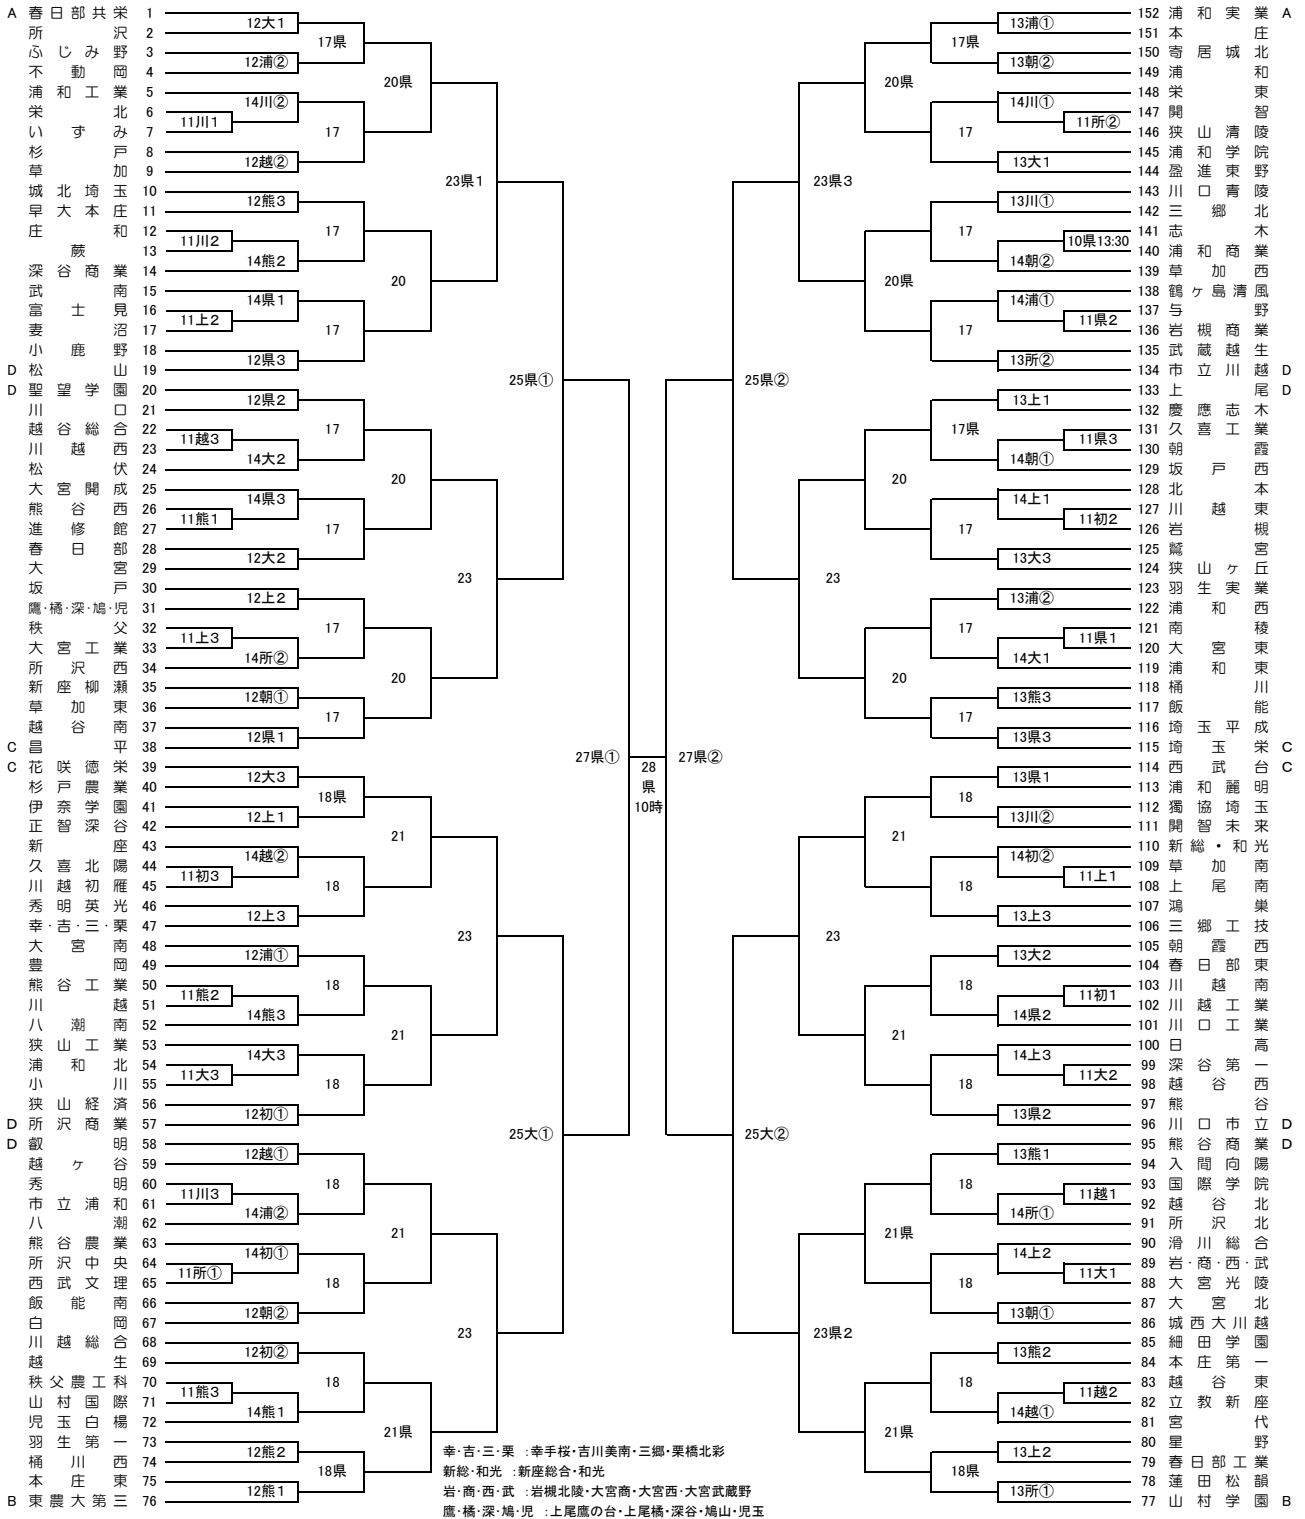 A 春日部共栄 1
所沢 2
ふじみ野 3
不動岡 4
浦和工業 5
栄北 6
いずみ 7
杉戸 8
草加 9
城北埼玉 10
早大本庄 11
庄和 12
蕨 13
深谷商業 14
武南 15
富士見 16
妻沼 17
小鹿野 18
D 松山 19
D 聖望学園 20
川口 21
越谷総合 22
川越西 23
松伏 24
大宮開成 25
熊谷西 26
進修館 27
春日部 28
大宮 29
坂戸 30
鷹･橘･深･鳩･児 31
秩父 32
大宮工業 33
所沢西 34
新座柳瀬 35
草加東 36
越谷南 37
C 昌平 38
C 花咲徳栄 39
杉戸農業 40
伊奈学園 41
正智深谷 42
新座 43
久喜北陽 44
川越初雁 45
秀明英光 46
幸･吉･三･栗 47
大宮南 48
豊岡 49
熊谷工業 50
川越 51
八潮南 52
狭山工業 53
浦和北 54
小川 55
狭山経済 56
D 所沢商業 57
D 叡明 58
越ヶ谷 59
秀明 60
市立浦和 61
八潮 62
熊谷農業 63
所沢中央 64
西武文理 65
飯能南 66
白岡 67
川越総合 68
越生 69
秩父農工科 70
山村国際 71
児玉白楊 72
羽生第一 73
桶川西 74
本庄東 75
B 東農大第三 76
11川1
11川2
11上2
11越3
11熊1
11上3
11初3
11熊2
11大3
11川3
11所①
11熊3
12大1
12浦②
14川②
12越②
12熊3
14熊2
14県1
12県3
12県2
14大2
14県3
12大2
12上2
14所②
12朝①
12県1
12大3
12上1
14越②
12上3
12浦①
14熊3
14大3
12初①
12越①
14浦②
14初①
12朝②
12初②
14熊1
12熊2
12熊1
17県
17
17
17
17
17
17
17
18県
18
18
18
18
18
18
18県
20県
20
20
20
21
21
21
21県
23県1
23
23
23
25県①
25大①
27県①
28
県
10時
27県②
25県②
25大②
23県3
23
23
23県2
20県
20県
20
20
21
21
21県
21県
17県
17
17
17
17県
17
17
17
18
18
18
18
18
18
18
18県
13浦①
13朝②
14川①
13大1
13川①
14朝②
14浦①
13所②
13上1
14朝①
14上1
13大3
13浦②
14大1
13熊3
13県3
13県1
13川②
14初②
13上3
13大2
14県2
14上3
13県2
13熊1
14所①
14上2
13朝①
13熊2
14越①
13上2
13所①
11所②
10県13:30
11県2
11県3
11初2
11県1
11上1
11初1
11大2
11越1
11大1
11越2
152 浦和実業 A
151 本庄
150 寄居城北
149 浦和
148 栄東
147 開智
146 狭山清陵
145 浦和学院
144 盈進東野
143 川口青陵
142 三郷北
141 志木
140 浦和商業
139 草加西
138 鶴ヶ島清風
137 与野
136 岩槻商業
135 武蔵越生
134 市立川越 D
133 上尾 D
132 慶應志木
131 久喜工業
130 朝霞
129 坂戸西
128 北本
127 川越東
126 岩槻
125 鷲宮
124 狭山ヶ丘
123 羽生実業
122 浦和西
121 南稜
120 大宮東
119 浦和東
118 桶川
117 飯能
116 埼玉平成
115 埼玉栄 C
114 西武台 C
113 浦和麗明
112 獨協埼玉
111 開智未来
110 新総・和光
109 草加南
108 上尾南
107 鴻巣
106 三郷工技
105 朝霞西
104 春日部東
103 川越南
102 川越工業
101 川口工業
100 日高
99 深谷第一
98 越谷西
97 熊谷
96 川口市立 D
95 熊谷商業 D
94 入間向陽
93 国際学院
92 越谷北
91 所沢北
90 滑川総合
89 岩･商･西･武
88 大宮光陵
87 大宮北
86 城西大川越
85 細田学園
84 本庄第一
83 越谷東
82 立教新座
81 宮代
80 星野
79 春日部工業
78 蓮田松韻
77 山村学園 B
幸･吉･三･栗 ：幸手桜･吉川美南･三郷･栗橋北彩
新総･和光 ：新座総合･和光
岩･商･西･武 ：岩槻北陵･大宮商･大宮西･大宮武蔵野
鷹･橘･深･鳩･児 ：上尾鷹の台･上尾橘･深谷･鳩山･児玉